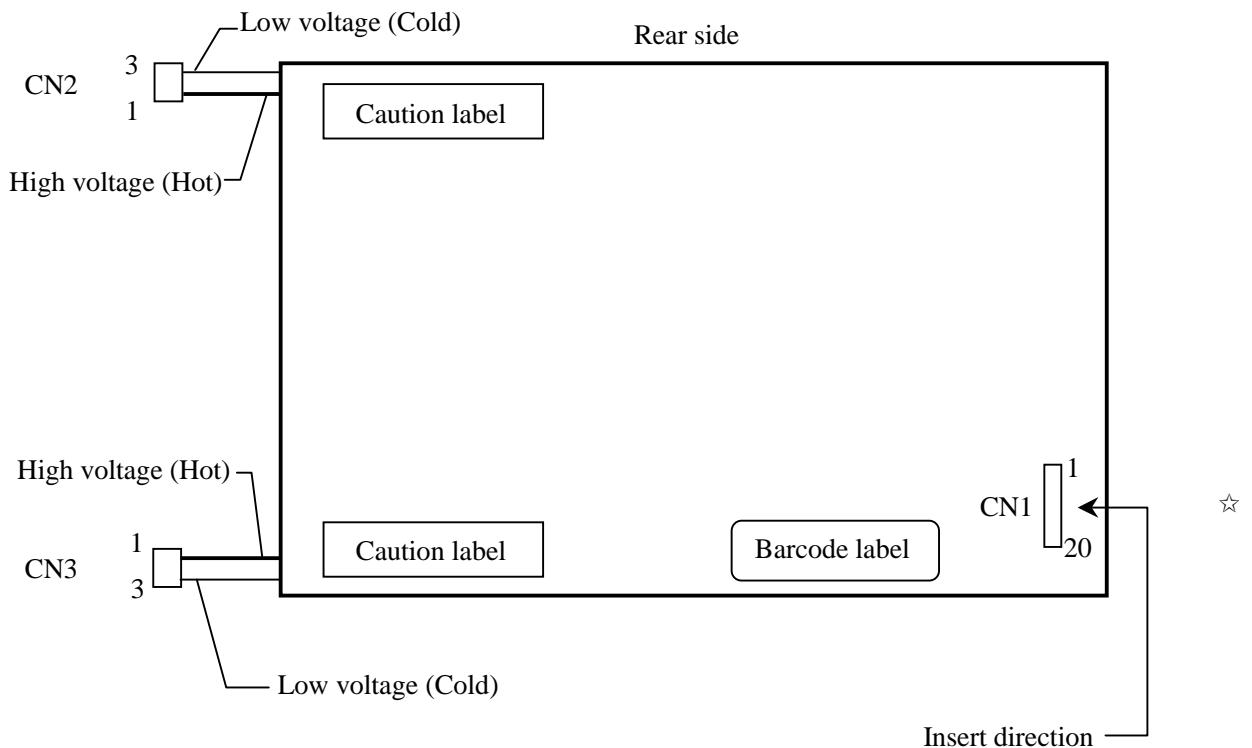 Low voltage (Cold)
Rear side
3
CN2
1
Caution label
High voltage (Hot)
High voltage (Hot)
1
CN1
☆
20
1
CN3
3
Caution label
Barcode label
Low voltage (Cold)
Insert direction